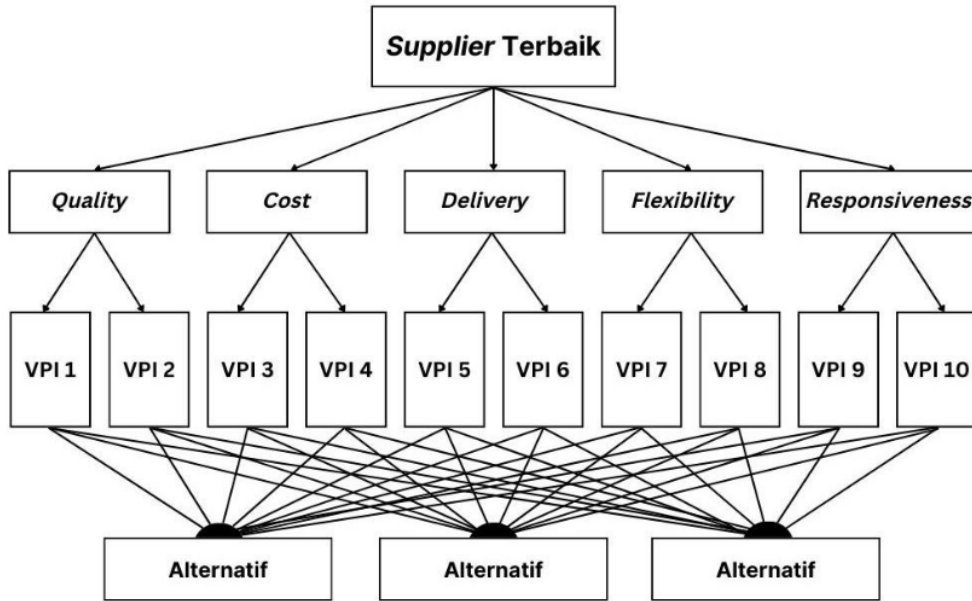 Supplier Terbaik
Quality
Cost
Delivery
Flexibility
Responsiveness
VPI 1
VPI 2
VPI 3
VPI 4
VPI 5
VPI 6
VPI 7
VPI 8
VPI 9
VPI 10
Alternatif
Alternatif
Alternatif